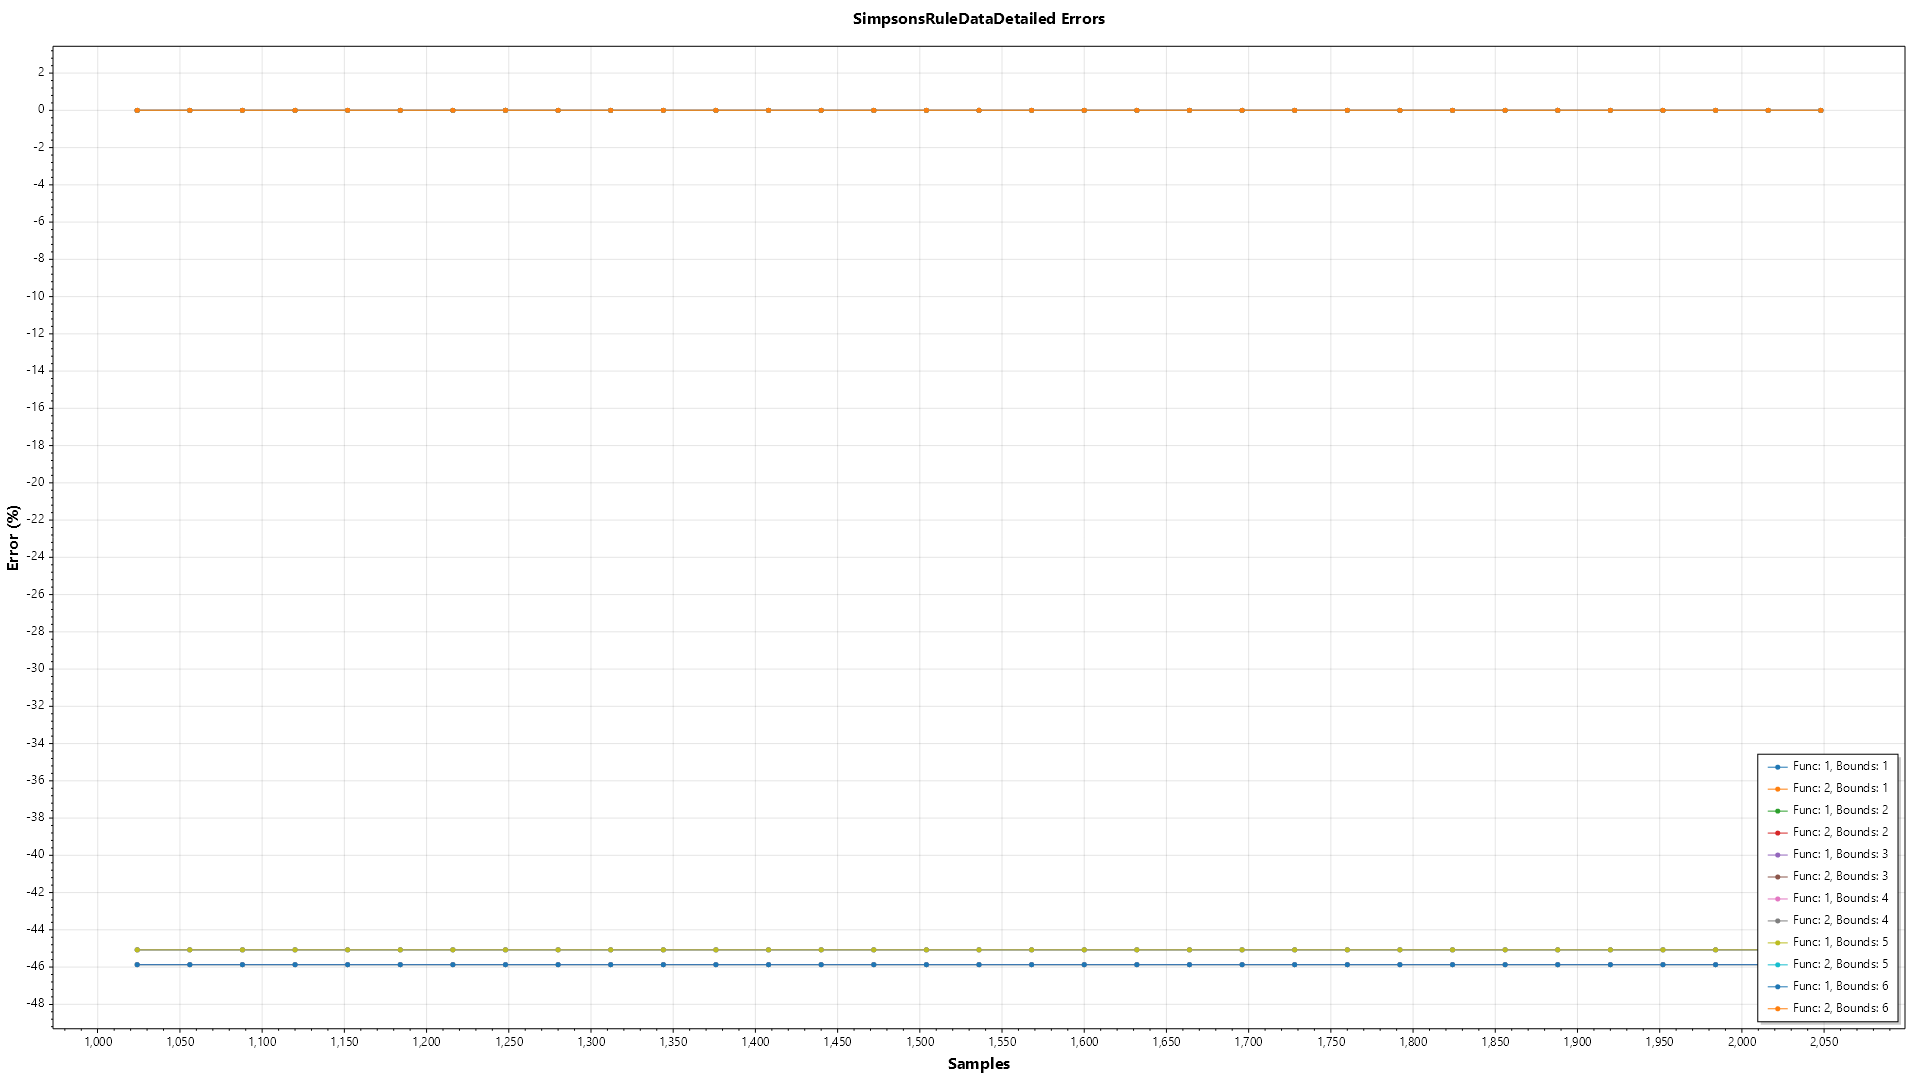 SimpsonsRuleDataDetailed Errors
2
0
-2
-4
-6
-8
-10
-12
-14
-16
-18
-20
-22
-24
-26
-28
-30
-32
-34
-36
-38
-40
-42
-44
-46
-48
Error (%)
Func: 1, Bounds: 1
Func: 2, Bounds: 1
Func: 1, Bounds: 2
Func: 2, Bounds: 2
Func: 1, Bounds: 3
Func: 2, Bounds: 3
Func: 1, Bounds: 4
Func: 2, Bounds: 4
Func: 1, Bounds: 5
Func: 2, Bounds: 5
Func: 1, Bounds: 6
Func: 2, Bounds: 6
1,000 1,050 1,100 1,150 1,200 1,250 1,300 1,350 1,400 1,450 1,500 1,550 1,600 1,650 1,700 1,750 1,800 1,850 1,900 1,950 2,000 2,050
Samples